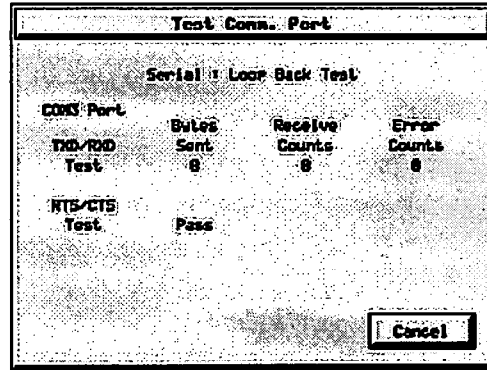 Test Comm. Port
Serial : Loop Back Test
COM3 Port
Bytes Receive Error
TXD/RXD Sent Counts Counts
Test 0 0 0
RTS/CTS
Test Pass
Cancel